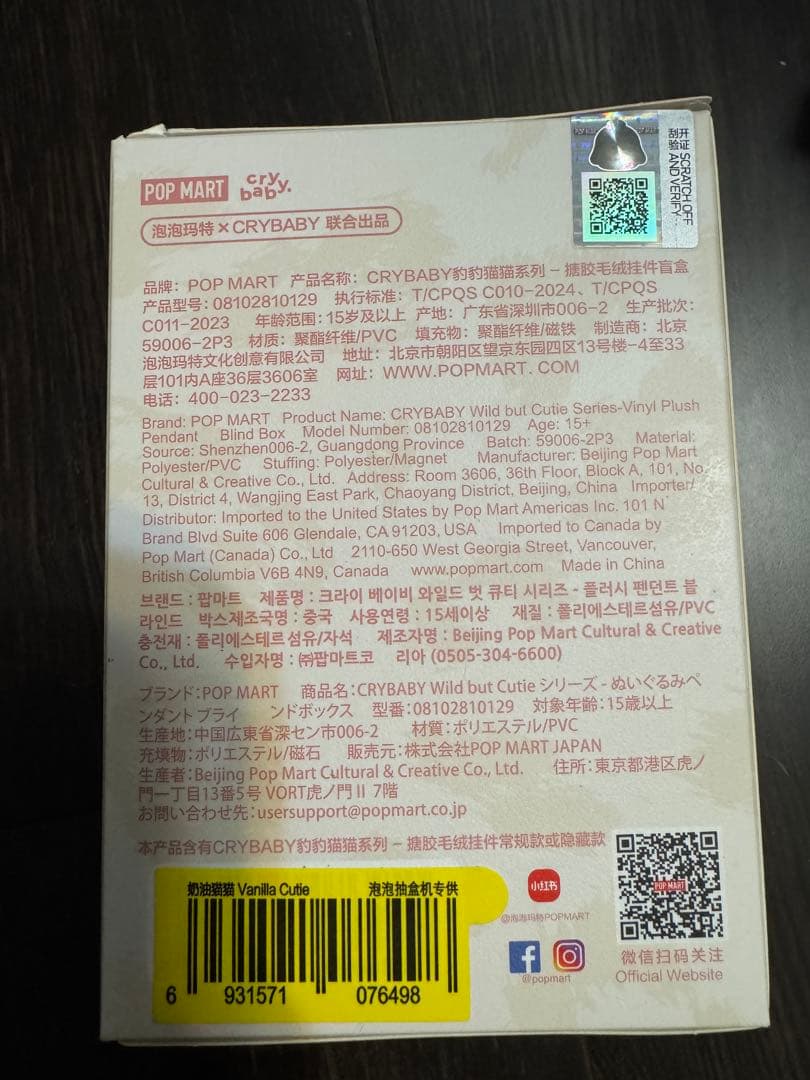 POP MART cry baby.
开证 SCRATCH OFF
刮验 AND VERIFY
泡泡玛特×CRYBABY 联合出品
品牌：POP MART 产品名称：CRYBABY豹豹猫猫系列－搪胶毛绒挂件盲盒
产品型号：08102810129 执行标准：T/CPQS C010-2024、T/CPQS
C011-2023 年龄范围：15岁及以上 产地：广东省深圳市006-2 生产批次：
59006-2P3 材质：聚酯纤维/PVC 填充物：聚酯纤维/磁铁 制造商：北京
泡泡玛特文化创意有限公司 地址：北京市朝阳区望京东园四区13号楼-4至33
层101内A座36层3606室 网址：WWW.POPMART.COM
电话：400-023-2233
Brand: POP MART Product Name: CRYBABY Wild but Cutie Series-Vinyl Plush
Pendant Blind Box Model Number: 08102810129 Age: 15+
Source: Shenzhen006-2, Guangdong Province Batch: 59006-2P3 Material:
Polyester/PVC Stuffing: Polyester/Magnet Manufacturer: Beijing Pop Mart
Cultural & Creative Co., Ltd. Address: Room 3606, 36th Floor, Block A, 101, No.
13, District 4, Wangjing East Park, Chaoyang District, Beijing, China Importer/
Distributor: Imported to the United States by Pop Mart Americas Inc. 101 N
Brand Blvd Suite 606 Glendale, CA 91203, USA Imported to Canada by
Pop Mart (Canada) Co., Ltd 2110-650 West Georgia Street, Vancouver,
British Columbia V6B 4N9, Canada www.popmart.com Made in China
브랜드 : 팝마트 제품명 : 크라이 베이비 와일드 벗 큐티 시리즈 - 플러시 펜던트 블
라인드 박스제조국명 : 중국 사용연령 : 15세이상 재질 : 폴리에스테르섬유/PVC
충전재 : 폴리에스테르섬유/자석 제조자명 : Beijing Pop Mart Cultural & Creative
Co., Ltd. 수입자명 : ㈜팝마트코 리아 (0505-304-6600)
ブランド：POP MART 商品名：CRYBABY Wild but Cutie シリーズ - ぬいぐるみペ
ンダント ブライ ンドボックス 型番：08102810129 対象年齢：15歳以上
生産地：中国広東省深セン市006-2 材質：ポリエステル/PVC
充填物：ポリエステル/磁石 販売元：株式会社POP MART JAPAN
生産者：Beijing Pop Mart Cultural & Creative Co., Ltd. 住所：東京都港区虎ノ
門一丁目13番5号 VORT虎ノ門Ⅱ 7階
お問い合わせ先：usersupport@popmart.co.jp
本产品含有CRYBABY豹豹猫猫系列－搪胶毛绒挂件常规款或隐藏款
奶油猫猫 Vanilla Cutie 泡泡抽盒机专供
6 931571 076498
小红书
@泡泡玛特POPMART
@popmart
POP MART
微信扫码关注
Official Website